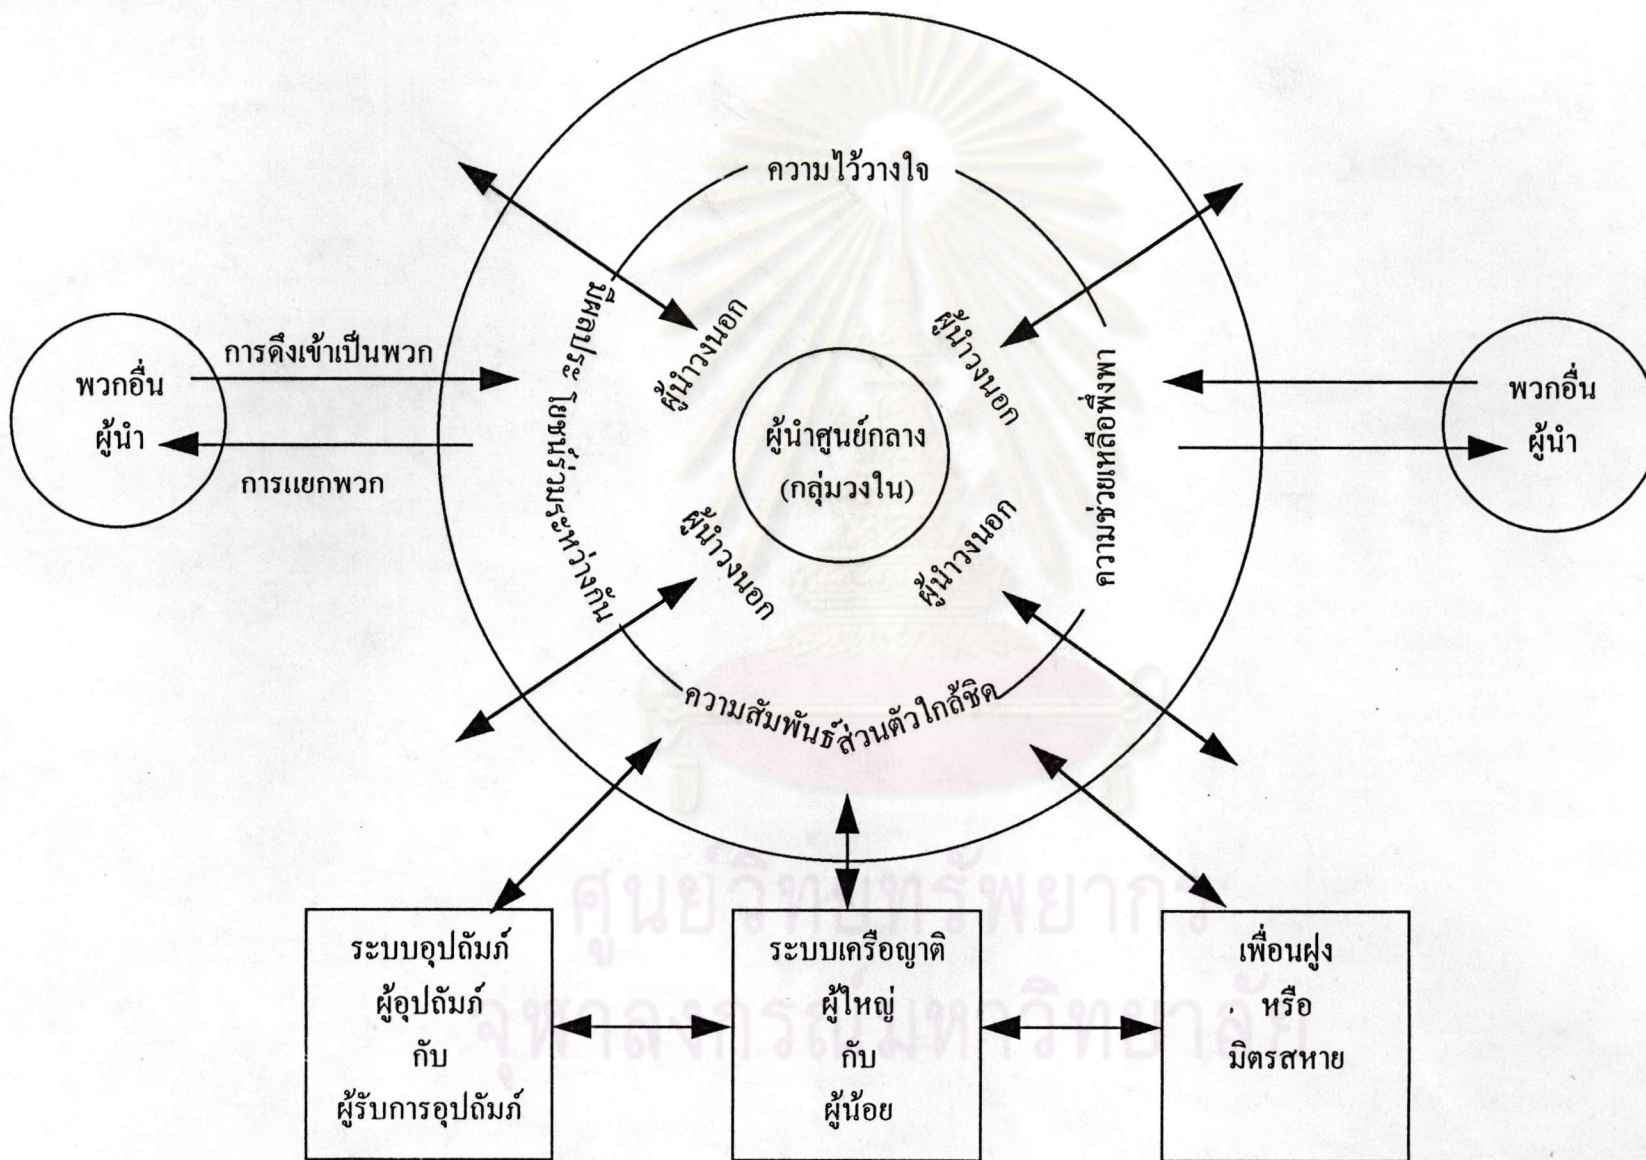 ความไว้วางใจ
มีผลประโยชน์ร่วมระหว่างกัน
ความช่วยเหลือพึ่งพา
ความสัมพันธ์ส่วนตัวใกล้ชิด
ผู้นำวงนอก
ผู้นำวงนอก
ผู้นำวงนอก
ผู้นำวงนอก
ผู้นำศูนย์กลาง
(กลุ่มวงใน)
พวกอื่น
ผู้นำ
การดึงเข้าเป็นพวก
การแยกพวก
พวกอื่น
ผู้นำ
ระบบอุปถัมภ์
ผู้อุปถัมภ์
กับ
ผู้รับการอุปถัมภ์
ระบบเครือญาติ
ผู้ใหญ่
กับ
ผู้น้อย
เพื่อนฝูง
หรือ
มิตรสหาย
ศูนย์วิทยทรัพยากร
จุฬาลงกรณ์มหาวิทยาลัย